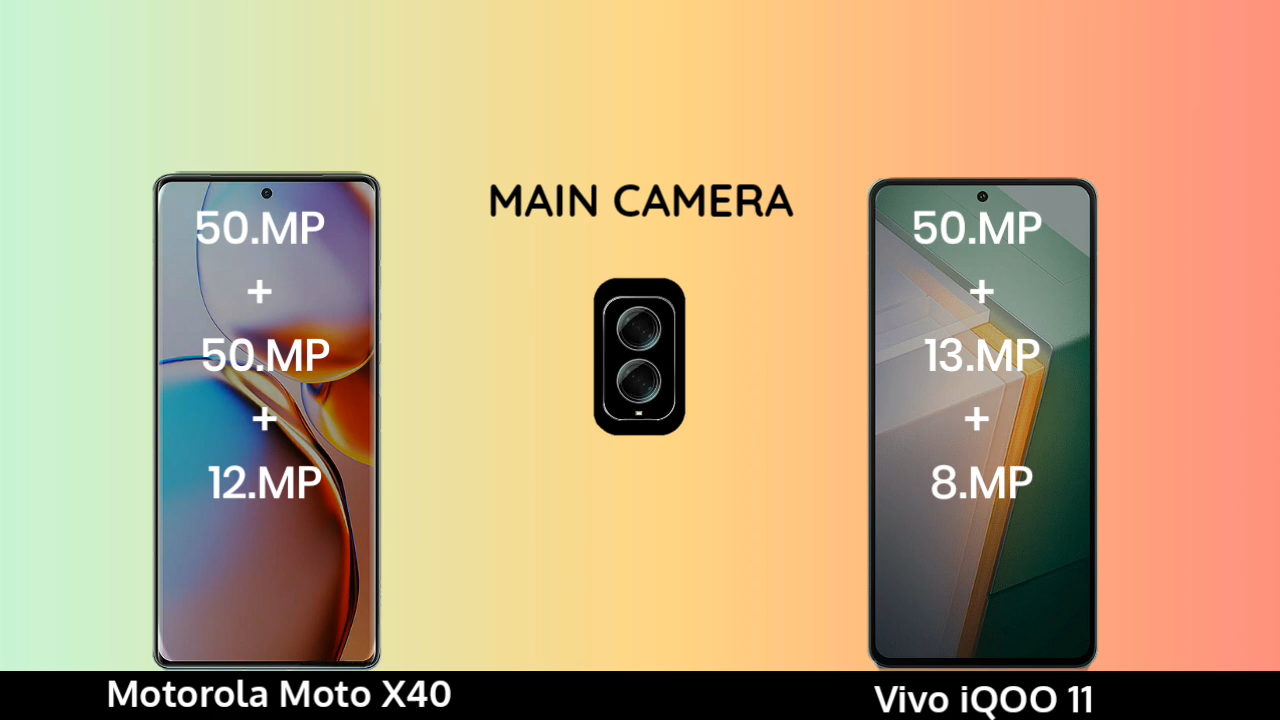 MAIN CAMERA
50.MP
+
50.MP
+
12.MP
50.MP
+
13.MP
+
8.MP
Motorola Moto X40
Vivo iQOO 11